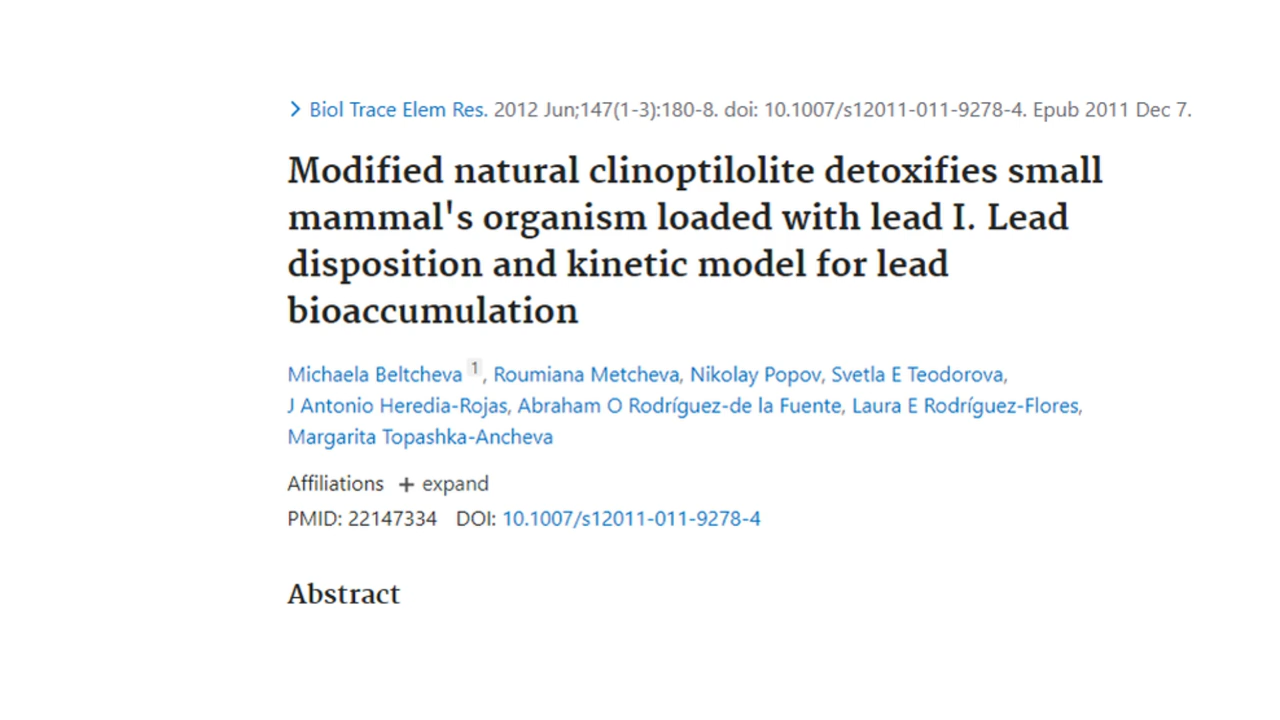 Biol Trace Elem Res. 2012 Jun;147(1-3):180-8. doi: 10.1007/s12011-011-9278-4. Epub 2011 Dec 7.
Modified natural clinoptilolite detoxifies small
mammal's organism loaded with lead I. Lead
disposition and kinetic model for lead
bioaccumulation
Michaela Beltcheva 1, Roumiana Metcheva, Nikolay Popov, Svetla E Teodorova,
J Antonio Heredia-Rojas, Abraham O Rodríguez-de la Fuente, Laura E Rodríguez-Flores,
Margarita Topashka-Ancheva
Affiliations + expand
PMID: 22147334 DOI: 10.1007/s12011-011-9278-4
Abstract